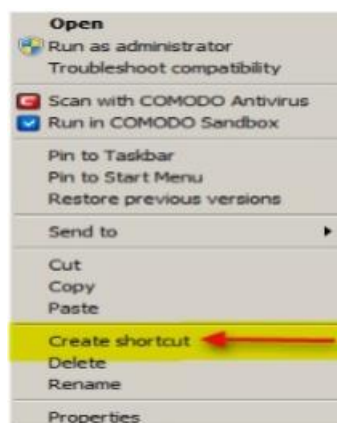 Open
Run as administrator
Troubleshoot compatibility
Scan with COMODO Antivirus
Run in COMODO Sandbox
Pin to Taskbar
Pin to Start Menu
Restore previous versions
Send to
Cut
Copy
Paste
Create shortcut
Delete
Rename
Properties